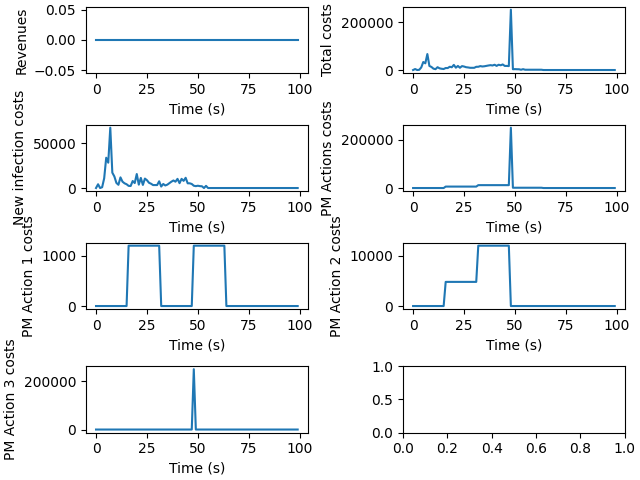 Revenues
0.05
0.00
−0.05
0 25 50 75 100
Time (s)
Total costs
200000
0
0 25 50 75 100
Time (s)
New infection costs
50000
0
0 25 50 75 100
Time (s)
PM Actions costs
200000
0
0 25 50 75 100
Time (s)
PM Action 1 costs
1000
0
0 25 50 75 100
Time (s)
PM Action 2 costs
10000
0
0 25 50 75 100
Time (s)
PM Action 3 costs
200000
0
0 25 50 75 100
Time (s)
1.0
0.5
0.0
0.0 0.2 0.4 0.6 0.8 1.0